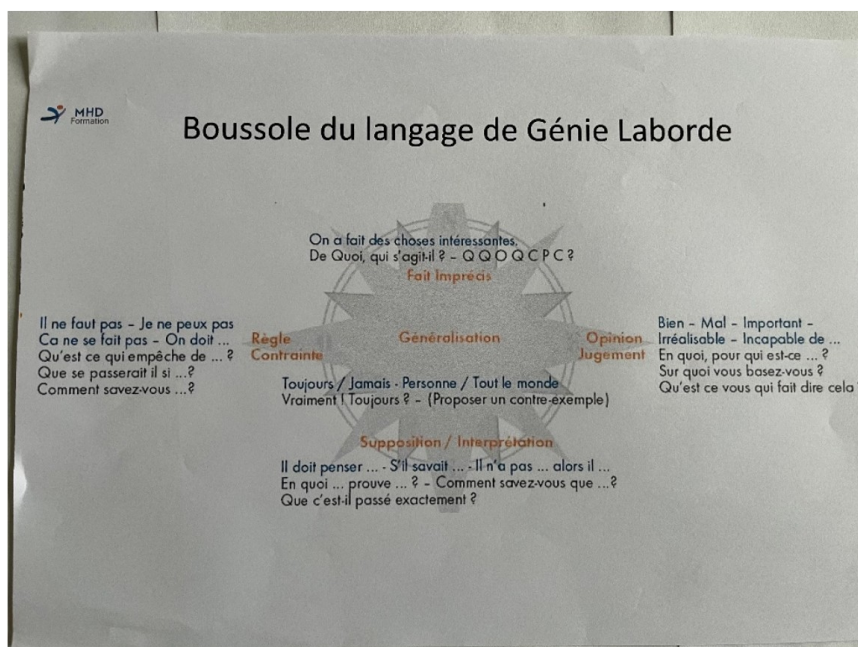 MHD
Formation
Boussole du langage de Génie Laborde
On a fait des choses intéressantes.
De Quoi, qui s'agit-il ? – Q Q O Q C P C ?
Fait Imprécis
Il ne faut pas – Je ne peux pas
Ca ne se fait pas – On doit ...
Qu'est ce qui empêche de ... ?
Que se passerait il si ...?
Comment savez-vous ...?
Règle
Contrainte
Généralisation
Opinion
Jugement
Bien – Mal – Important –
Irréalisable – Incapable de ...
En quoi, pour qui est-ce ... ?
Sur quoi vous basez-vous ?
Qu'est ce vous qui fait dire cela
Toujours / Jamais - Personne / Tout le monde
Vraiment ! Toujours ? – (Proposer un contre-exemple)
Supposition / Interprétation
Il doit penser ... - S'il savait ... - Il n'a pas ... alors il ...
En quoi ... prouve ... ? – Comment savez-vous que ...?
Que c'est-il passé exactement ?